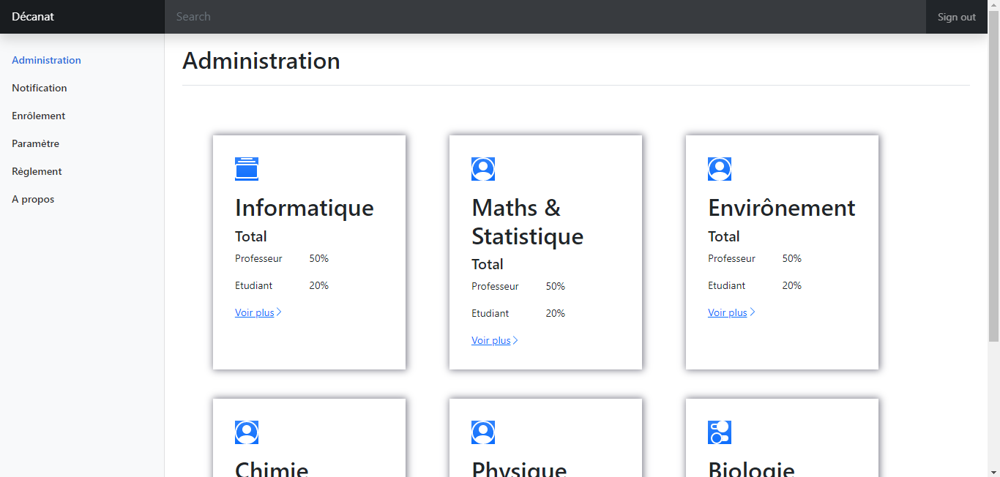 Décanat
Search
Sign out
Administration
Notification
Enrôlement
Paramètre
Règlement
A propos
Administration
Informatique
Total
Professeur 50%
Etudiant 20%
Voir plus
Maths &
Statistique
Total
Professeur 50%
Etudiant 20%
Voir plus
Envirônement
Total
Professeur 50%
Etudiant 20%
Voir plus
Chimie
Physique
Biologie